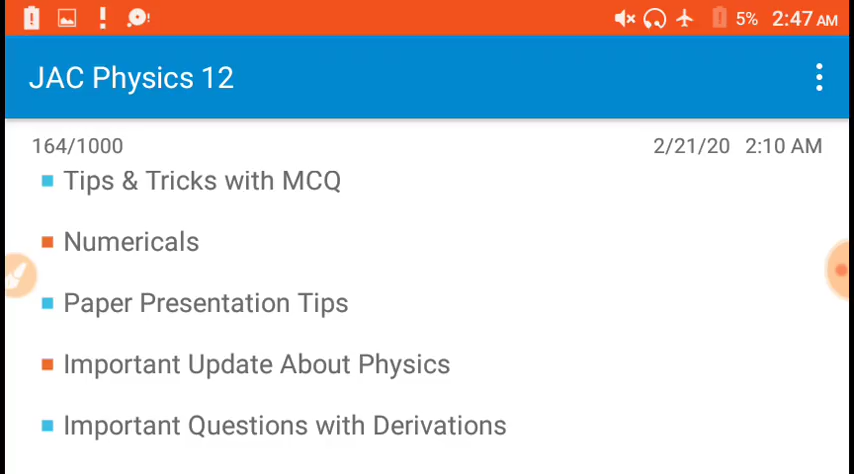 5% 2:47 AM
JAC Physics 12
164/1000 2/21/20 2:10 AM
Tips & Tricks with MCQ
Numericals
Paper Presentation Tips
Important Update About Physics
Important Questions with Derivations